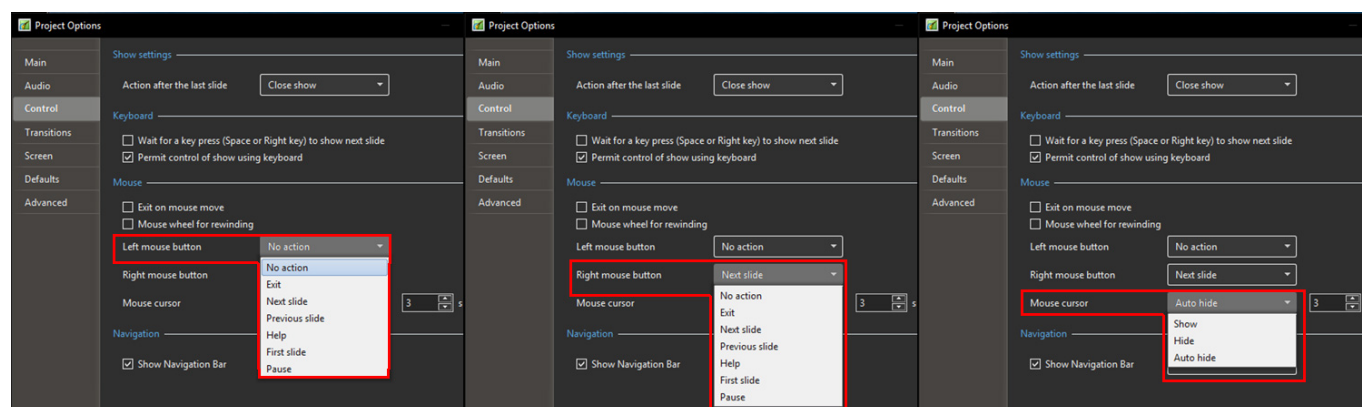 Project Options
Main
Audio
Control
Transitions
Screen
Defaults
Advanced
Show settings
Action after the last slide Close show
Keyboard
Wait for a key press (Space or Right key) to show next slide
Permit control of show using keyboard
Mouse
Exit on mouse move
Mouse wheel for rewinding
Left mouse button No action
No action
Exit
Next slide
Previous slide
Help
First slide
Pause
Right mouse button
Mouse cursor 3 s
Navigation
Show Navigation Bar
Project Options
Main
Audio
Control
Transitions
Screen
Defaults
Advanced
Show settings
Action after the last slide Close show
Keyboard
Wait for a key press (Space or Right key) to show next slide
Permit control of show using keyboard
Mouse
Exit on mouse move
Mouse wheel for rewinding
Left mouse button No action
Right mouse button Next slide
No action
Exit
Next slide
Previous slide
Help
First slide
Pause
Mouse cursor 3 s
Navigation
Show Navigation Bar
Project Options
Main
Audio
Control
Transitions
Screen
Defaults
Advanced
Show settings
Action after the last slide Close show
Keyboard
Wait for a key press (Space or Right key) to show next slide
Permit control of show using keyboard
Mouse
Exit on mouse move
Mouse wheel for rewinding
Left mouse button No action
Right mouse button Next slide
Mouse cursor Auto hide 3
Show
Hide
Auto hide
Navigation
Show Navigation Bar